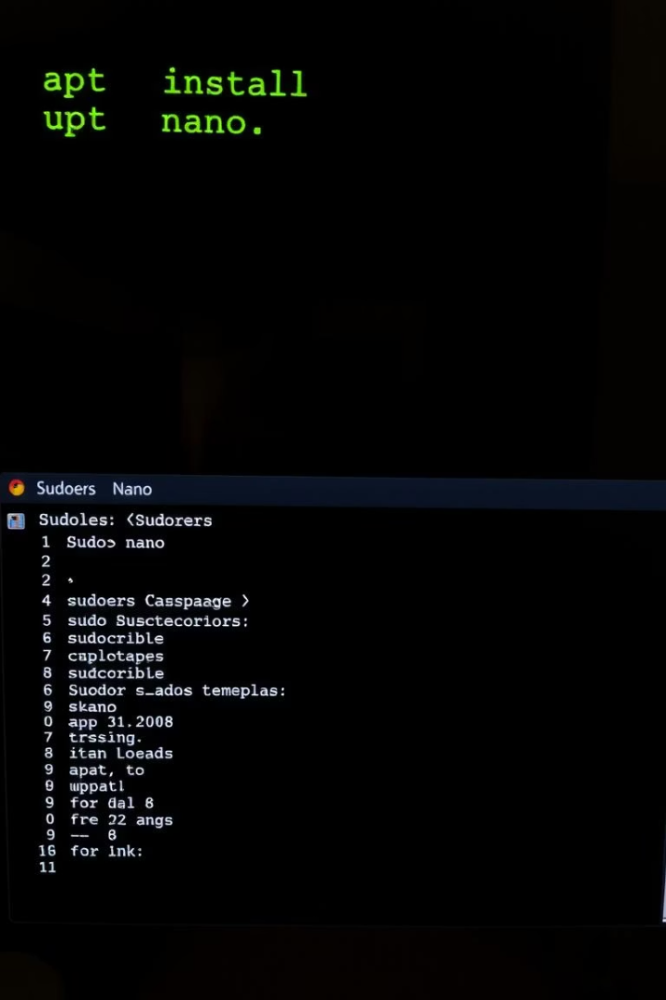 apt install
upt nano.
Sudoers Nano
Sudoles: ⟨Sudorers
1 Sudos nano
2
2
4 sudoers Casspaage ⟩
5 sudo Susctecoriors:
6 sudocrible
7 caplotapes
8 sudcorible
6 Suodor s_ados temeplas:
9 skano
0 app 31.2008
7 trssing.
8 itan Loeads
9 apat, to
9 wppatl
9 for dal 8
0 fre 22 angs
9 —— 8
16 for lnk:
11